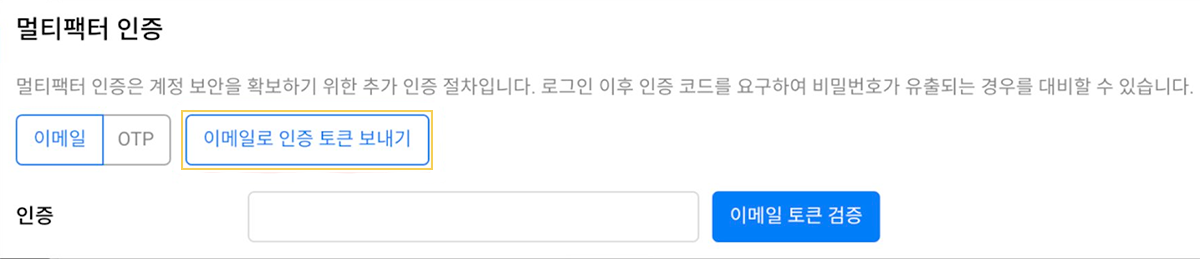 멀티팩터 인증
멀티팩터 인증은 계정 보안을 확보하기 위한 추가 인증 절차입니다. 로그인 이후 인증 코드를 요구하여 비밀번호가 유출되는 경우를 대비할 수 있습니다.
이메일 OTP 이메일로 인증 토큰 보내기
인증 이메일 토큰 검증